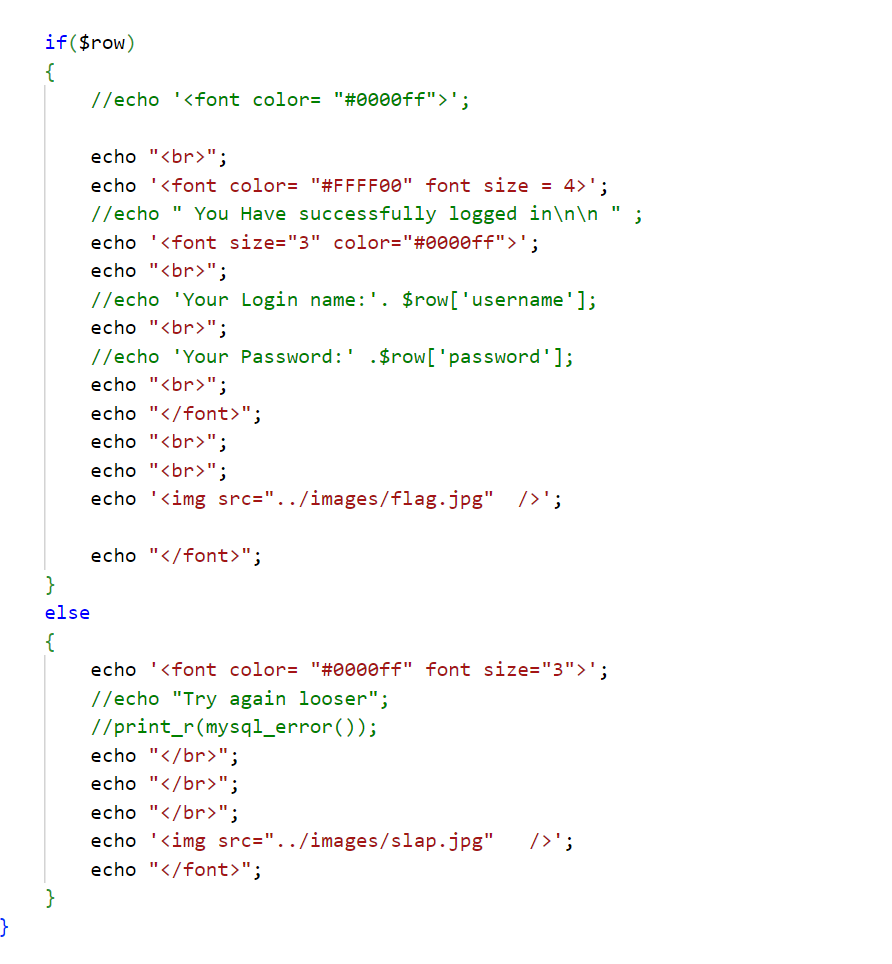 if($row)
{
//echo '<font color= "#0000ff">';
echo "<br>";
echo '<font color= "#FFFF00" font size = 4>';
//echo " You Have successfully logged in\n\n " ;
echo '<font size="3" color="#0000ff">';
echo "<br>";
//echo 'Your Login name:'. $row['username'];
echo "<br>";
//echo 'Your Password:' .$row['password'];
echo "<br>";
echo "</font>";
echo "<br>";
echo "<br>";
echo '<img src="../images/flag.jpg"  />';
echo "</font>";
}
else
{
echo '<font color= "#0000ff" font size="3">';
//echo "Try again looser";
//print_r(mysql_error());
echo "</br>";
echo "</br>";
echo "</br>";
echo '<img src="../images/slap.jpg"   />';
echo "</font>";
}
}